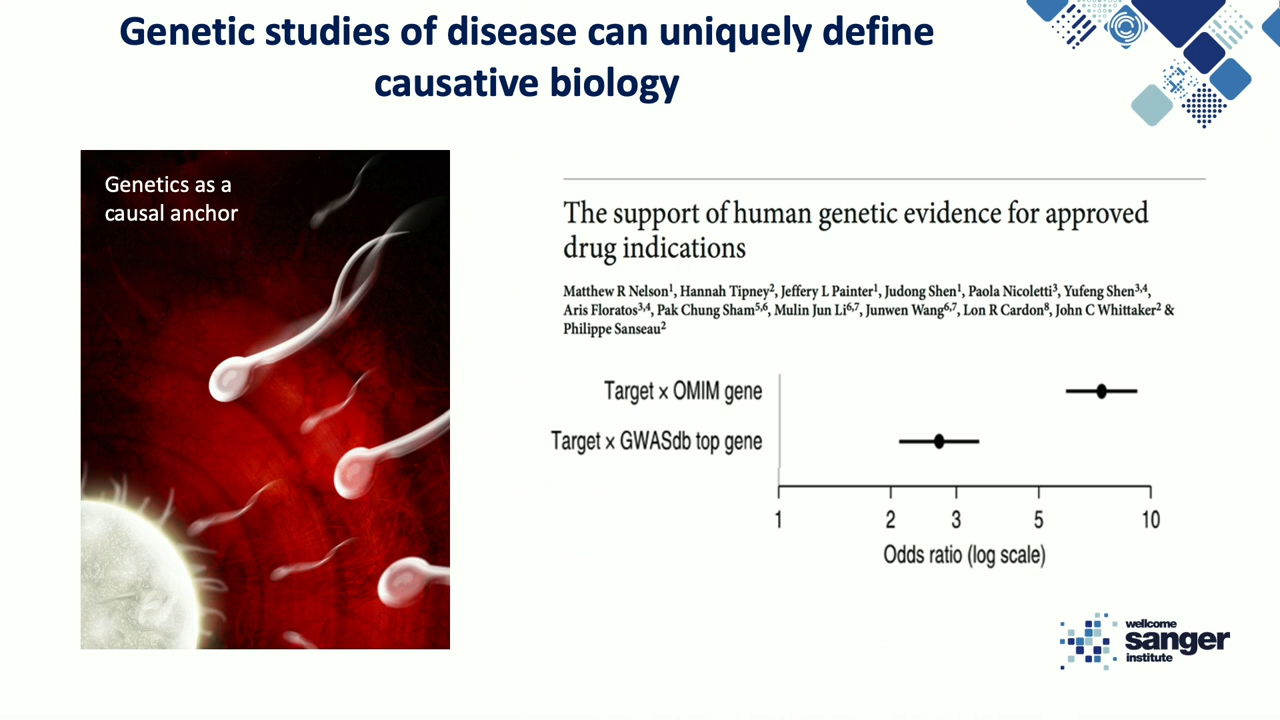 Genetic studies of disease can uniquely define
causative biology
Genetics as a
causal anchor
The support of human genetic evidence for approved
drug indications
Matthew R Nelson1, Hannah Tipney2, Jeffery L Painter1, Judong Shen1, Paola Nicoletti3, Yufeng Shen3,4,
Aris Floratos3,4, Pak Chung Sham5,6, Mulin Jun Li6,7, Junwen Wang6,7, Lon R Cardon8, John C Whittaker2 &
Philippe Sanseau2
Target × OMIM gene
Target × GWASdb top gene
1 2 3 5 10
Odds ratio (log scale)
wellcome
sanger
institute